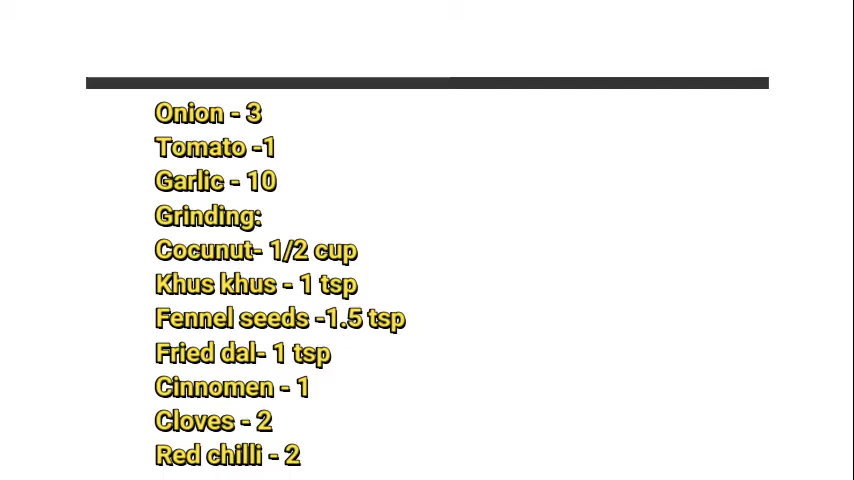 Onion - 3
Tomato -1
Garlic - 10
Grinding:
Cocunut- 1/2 cup
Khus khus - 1 tsp
Fennel seeds -1.5 tsp
Fried dal- 1 tsp
Cinnomen - 1
Cloves - 2
Red chilli - 2